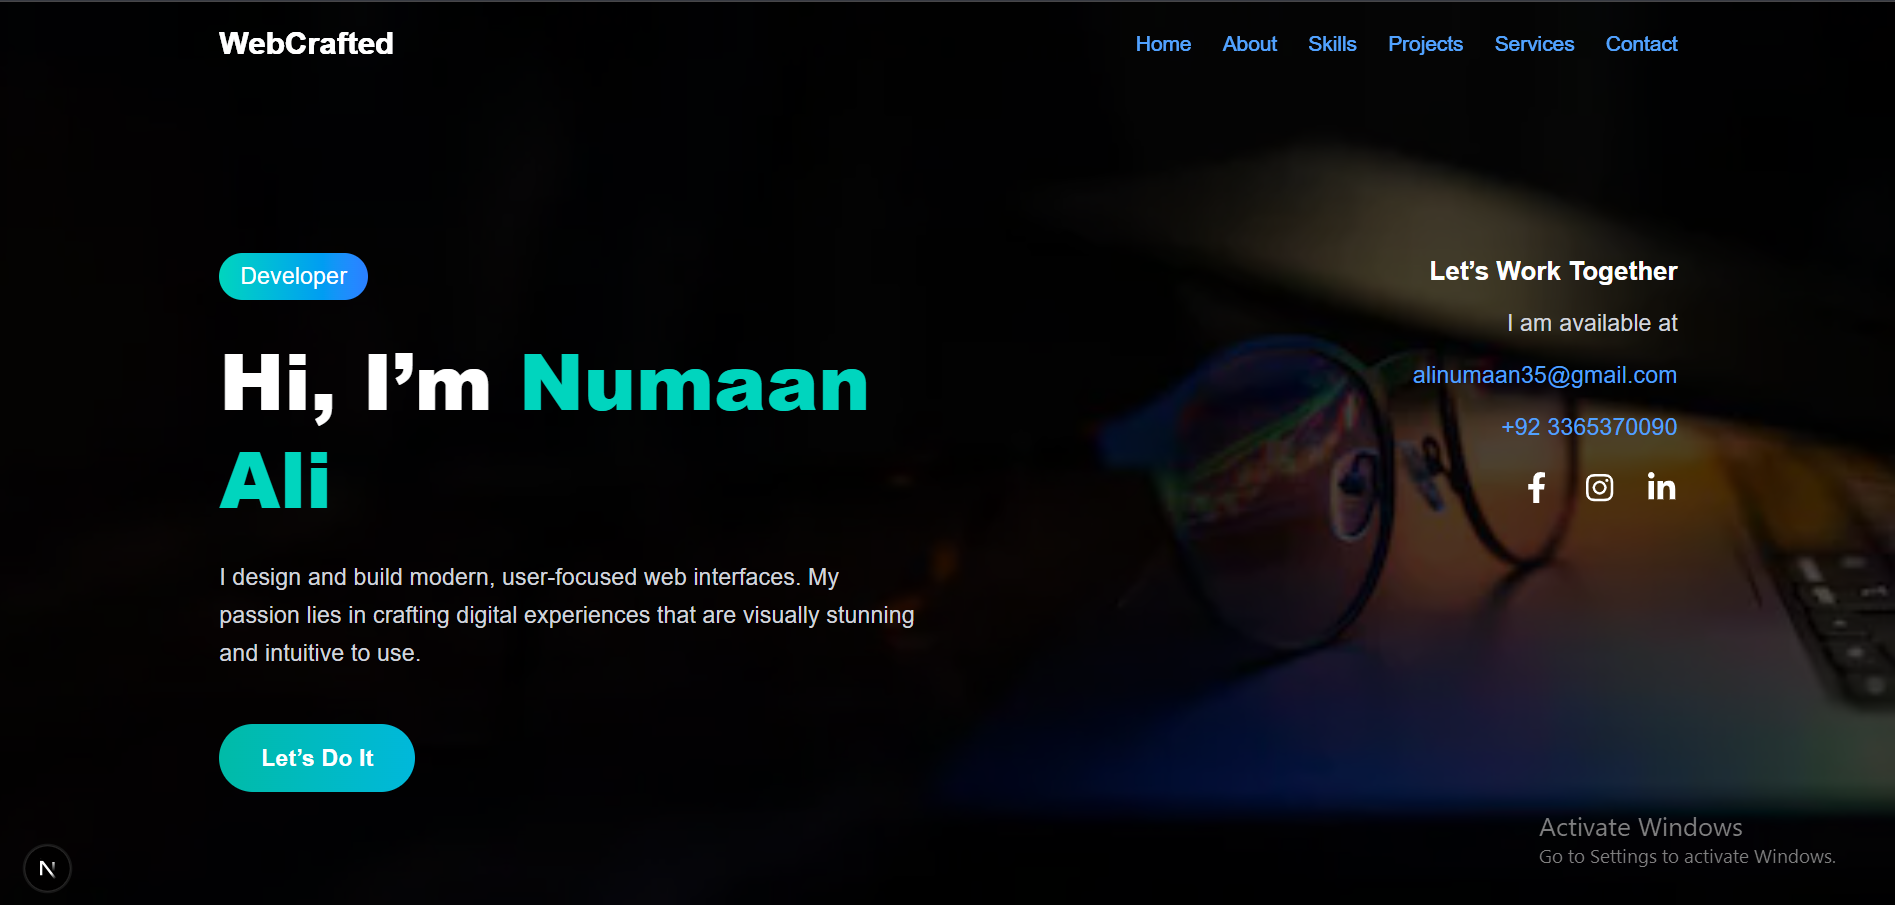 WebCrafted
Home About Skills Projects Services Contact
Developer
Hi, I’m Numaan
Ali
I design and build modern, user-focused web interfaces. My
passion lies in crafting digital experiences that are visually stunning
and intuitive to use.
Let’s Do It
Let’s Work Together
I am available at
alinumaan35@gmail.com
+92 3365370090
Activate Windows
Go to Settings to activate Windows.
N